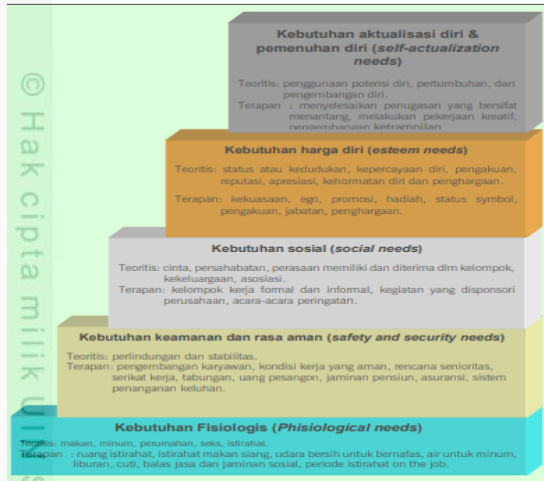 Kebutuhan aktualisasi diri &
pemenuhan diri (self-actualization
needs)
Teoritis: penggunaan potensi diri, pertumbuhan, dan
pengembangan diri.
Terapan : menyelesaikan penugasan yang bersifat
menantang, melakukan pekerjaan kreatif,
pengembangan ketrampilan
Kebutuhan harga diri (esteem needs)
Teoritis: status atau kedudukan, kepercayaan diri, pengakuan,
reputasi, apresiasi, kehormatan diri dan penghargaan.
Terapan: kekuasaan, ego, promosi, hadiah, status symbol,
pengakuan, jabatan, penghargaan.
Kebutuhan sosial (social needs)
Teoritis: cinta, persahabatan, perasaan memiliki dan diterima dlm kelompok,
kekeluargaan, asosiasi.
Terapan: kelompok kerja formal dan informal, kegiatan yang disponsori
perusahaan, acara-acara peringatan.
Kebutuhan keamanan dan rasa aman (safety and security needs)
Teoritis: perlindungan dan stabilitas.
Terapan: pengembangan karyawan, kondisi kerja yang aman, rencana senioritas,
serikat kerja, tabungan, uang pesangon, jaminan pensiun, asuransi, sistem
penanganan keluhan.
Kebutuhan Fisiologis (Phisiological needs)
Teoritis: makan, minum, perumahan, seks, istirahat.
Terapan : ruang istirahat, istirahat makan siang, udara bersih untuk bernafas, air untuk minum,
liburan, cuti, balas jasa dan jaminan sosial, periode istirahat on the job.
© Hak cipta milik UIN S